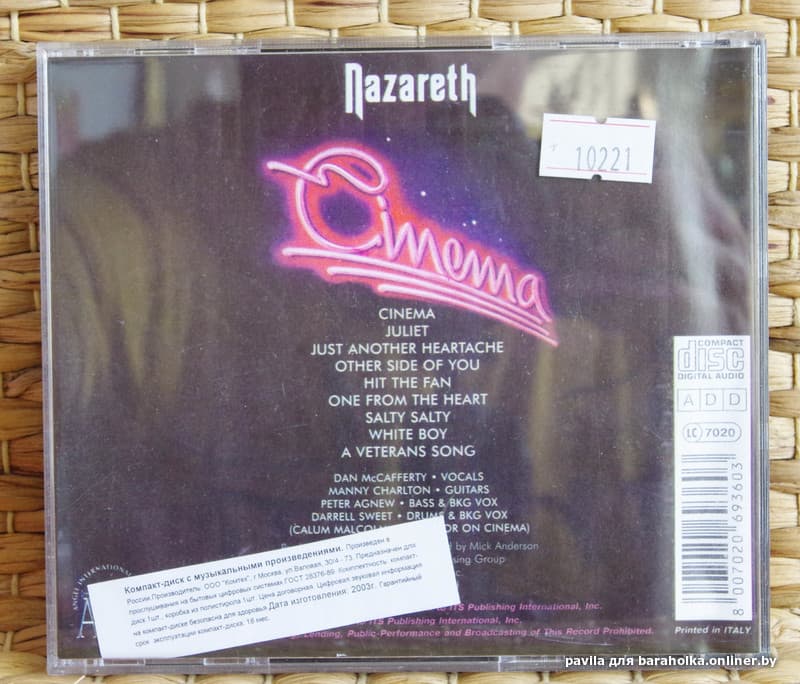 Nazareth
10221
Cinema
CINEMA
JULIET
JUST ANOTHER HEARTACHE
OTHER SIDE OF YOU
HIT THE FAN
ONE FROM THE HEART
SALTY SALTY
WHITE BOY
A VETERANS SONG
COMPACT
disc
DIGITAL AUDIO
A D D
LC 7020
8 007020 693603
DAN McCAFFERTY • VOCALS
MANNY CHARLTON • GUITARS
PETER AGNEW • BASS & BKG VOX
DARRELL SWEET • DRUMS & BKG VOX
(CALUM ON CINEMA)
by Mick Anderson
Group
ANGEL INTERNATIONAL
Компакт-диск с музыкальными произведениями. Произведен в
России.Производитель: ООО "Компек", г Москва, ул Валовая, 30/4 - 73. Предназначен для
прослушивания на бытовых цифровых системах ГОСТ 28376-89. Комплектность: компакт-
диск 1шт., коробка из полистирола 1шт. Цена договорная. Цифровая звуковая информация
на компакт-диске безопасна для здоровья. Дата изготовления: 2003г. Гарантийный
срок эксплуатации компакт-диска: 18 мес.
ITS Publishing International, Inc.
ITS Publishing International, Inc.
Lending, Public-Performance and Broadcasting of This Record Prohibited.
Printed in ITALY
pavila для baraholka.onliner.by